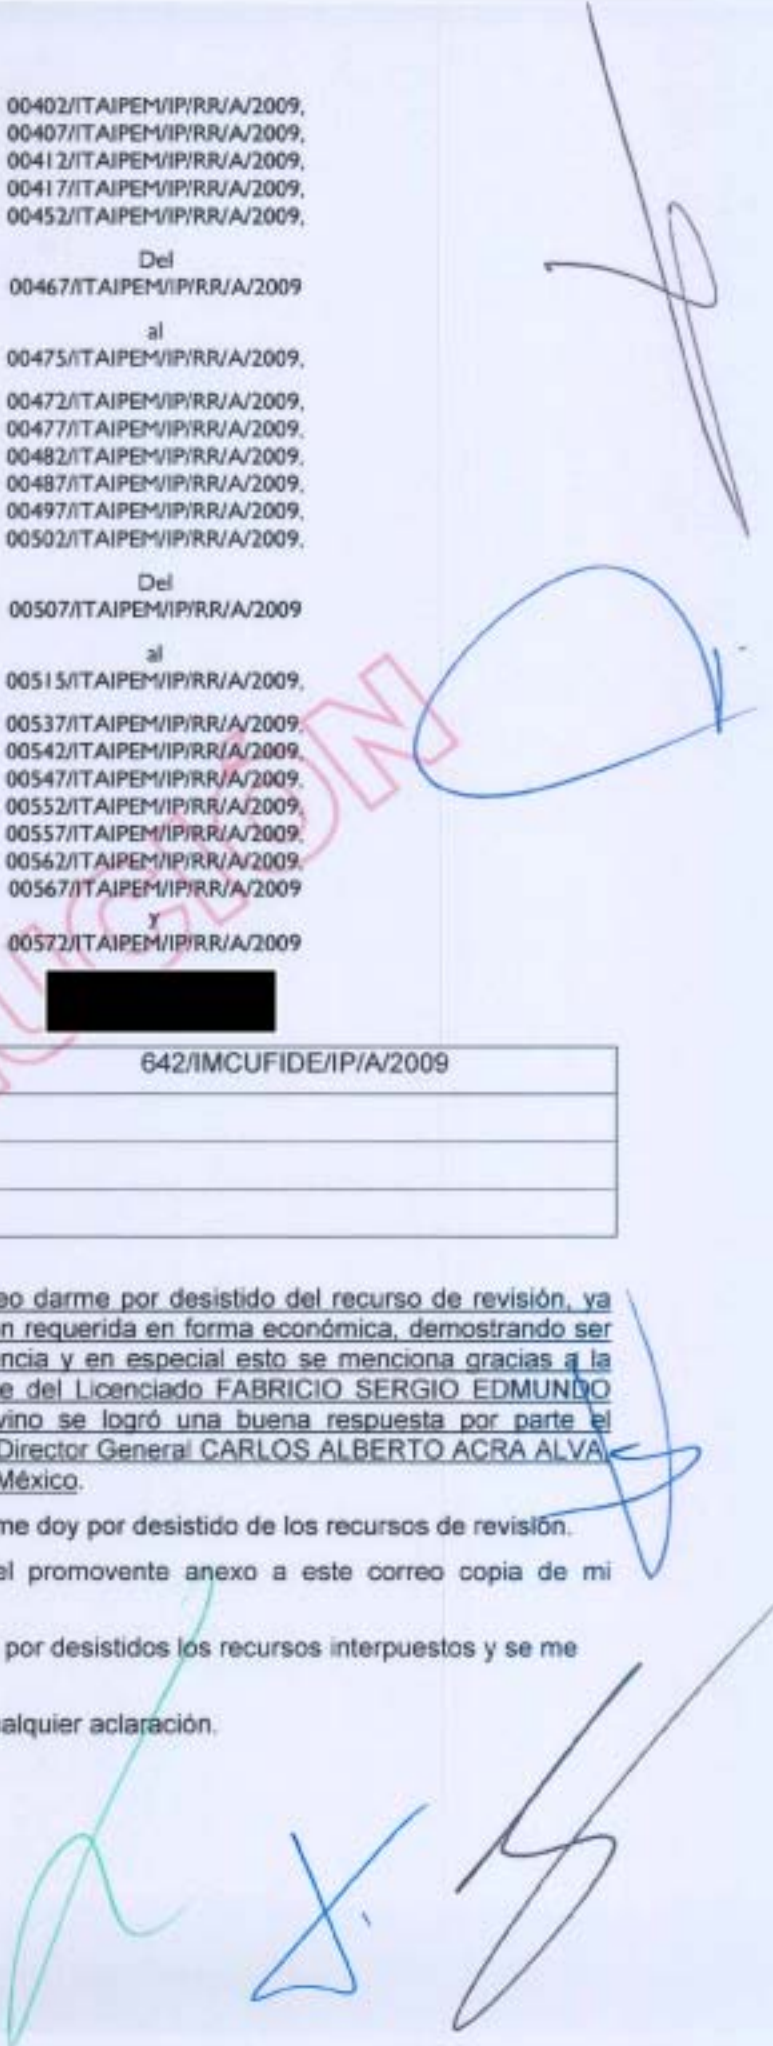 00402/ITAIPEM/IP/RR/A/2009,
00407/ITAIPEM/IP/RR/A/2009,
00412/ITAIPEM/IP/RR/A/2009,
00417/ITAIPEM/IP/RR/A/2009,
00452/ITAIPEM/IP/RR/A/2009,
Del
00467/ITAIPEM/IP/RR/A/2009
al
00475/ITAIPEM/IP/RR/A/2009,
00472/ITAIPEM/IP/RR/A/2009,
00477/ITAIPEM/IP/RR/A/2009,
00482/ITAIPEM/IP/RR/A/2009,
00487/ITAIPEM/IP/RR/A/2009,
00497/ITAIPEM/IP/RR/A/2009,
00502/ITAIPEM/IP/RR/A/2009,
Del
00507/ITAIPEM/IP/RR/A/2009
al
00515/ITAIPEM/IP/RR/A/2009,
00537/ITAIPEM/IP/RR/A/2009,
00542/ITAIPEM/IP/RR/A/2009,
00547/ITAIPEM/IP/RR/A/2009,
00552/ITAIPEM/IP/RR/A/2009,
00557/ITAIPEM/IP/RR/A/2009,
00562/ITAIPEM/IP/RR/A/2009,
00567/ITAIPEM/IP/RR/A/2009
y
00572/ITAIPEM/IP/RR/A/2009
UCIÓN
642/IMCUFIDE/IP/A/2009
eo darme por desistido del recurso de revisión, ya
n requerida en forma económica, demostrando ser
encia y en especial esto se menciona gracias a la
e del Licenciado FABRICIO SERGIO EDMUNDO
vino se logró una buena respuesta por parte el
Director General CARLOS ALBERTO ACRA ALVA,
México.
me doy por desistido de los recursos de revisión.
el promovente anexo a este correo copia de mi
por desistidos los recursos interpuestos y se me
alquier aclaración.